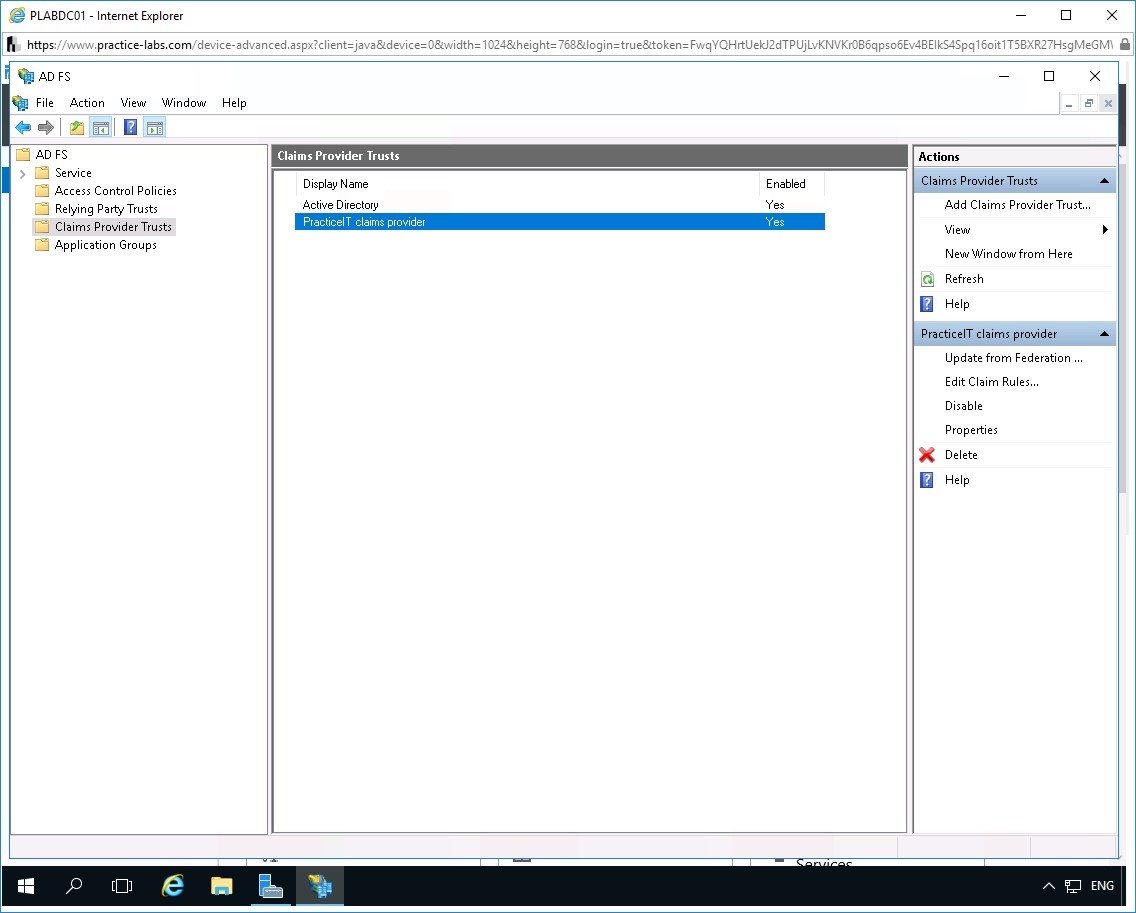 PLABDC01 - Internet Explorer
https://www.practice-labs.com/device-advanced.aspx?client=java&device=0&width=1024&height=768&login=true&token=FwqYQHrtUekJ2dTPUjLvKNVKr0B6qpso6Ev4BEIkS4Spq16oit1T5BXR27HsgMeGM
AD FS
File Action View Window Help
AD FS
Service
Access Control Policies
Relying Party Trusts
Claims Provider Trusts
Application Groups
Claims Provider Trusts
Display Name Enabled
Active Directory Yes
PracticeIT claims provider Yes
Actions
Claims Provider Trusts
Add Claims Provider Trust...
View
New Window from Here
Refresh
Help
PracticeIT claims provider
Update from Federation ...
Edit Claim Rules...
Disable
Properties
Delete
Help
Services
ENG